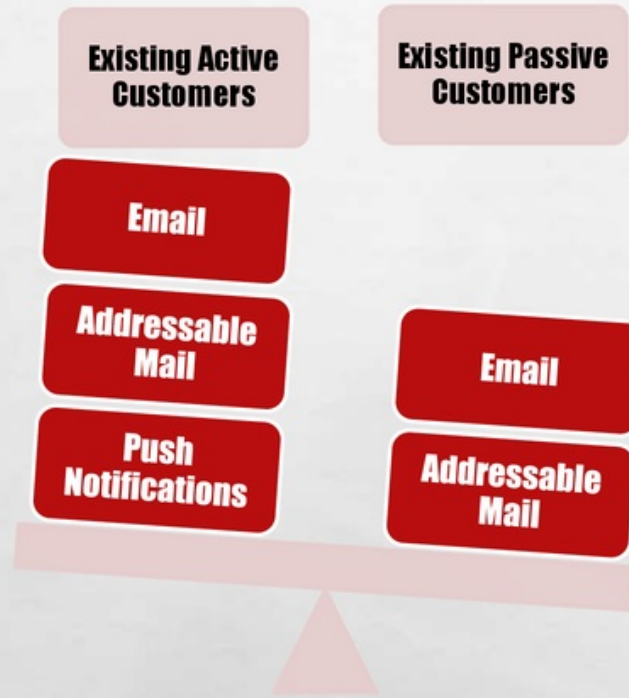 Existing Active
Customers
Existing Passive
Customers
Email
Addressable
Mail
Push
Notifications
Email
Addressable
Mail